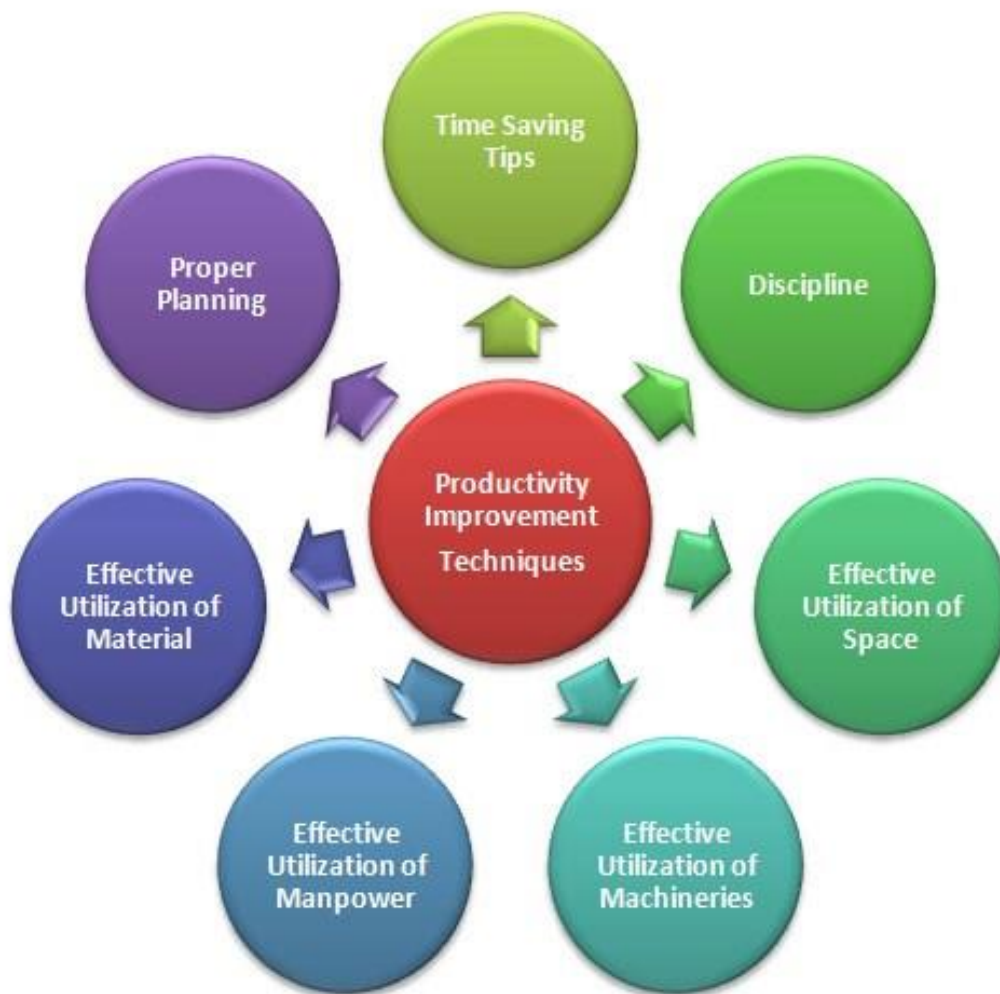 Time Saving
Tips
Discipline
Effective
Utilization of
Space
Effective
Utilization of
Machineries
Effective
Utilization of
Manpower
Effective
Utilization of
Material
Proper
Planning
Productivity
Improvement
Techniques